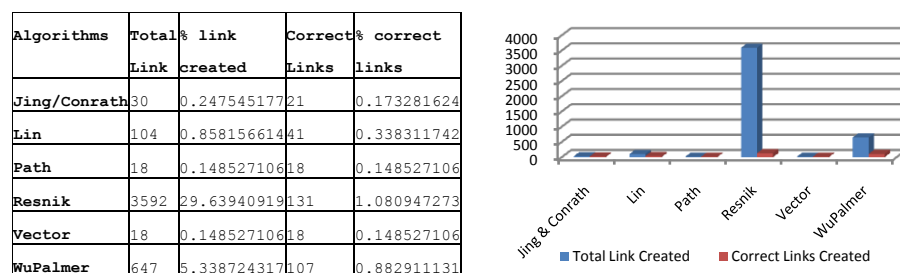 Algorithms Total % link Correct % correct
Link created Links links
Jing/Conrath 30 0.247545177 21 0.173281624
Lin 104 0.858156614 41 0.338311742
Path 18 0.148527106 18 0.148527106
Resnik 3592 29.63940919 131 1.080947273
Vector 18 0.148527106 18 0.148527106
WuPalmer 647 5.338724317 107 0.882911131
4000
3500
3000
2500
2000
1500
1000
500
0
Jing & Conrath
Lin
Path
Resnik
Vector
WuPalmer
Total Link Created Correct Links Created